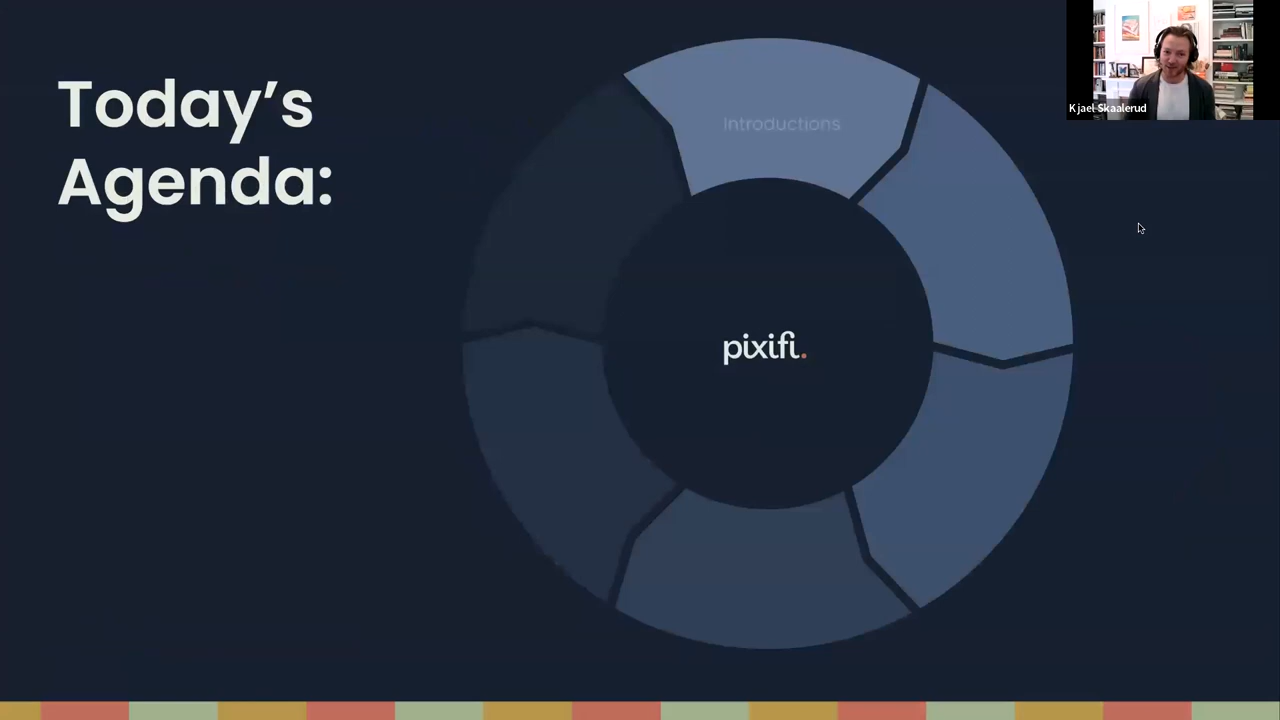 Today's
Agenda:
Introductions
pixifi.
Kjael Skaalerud